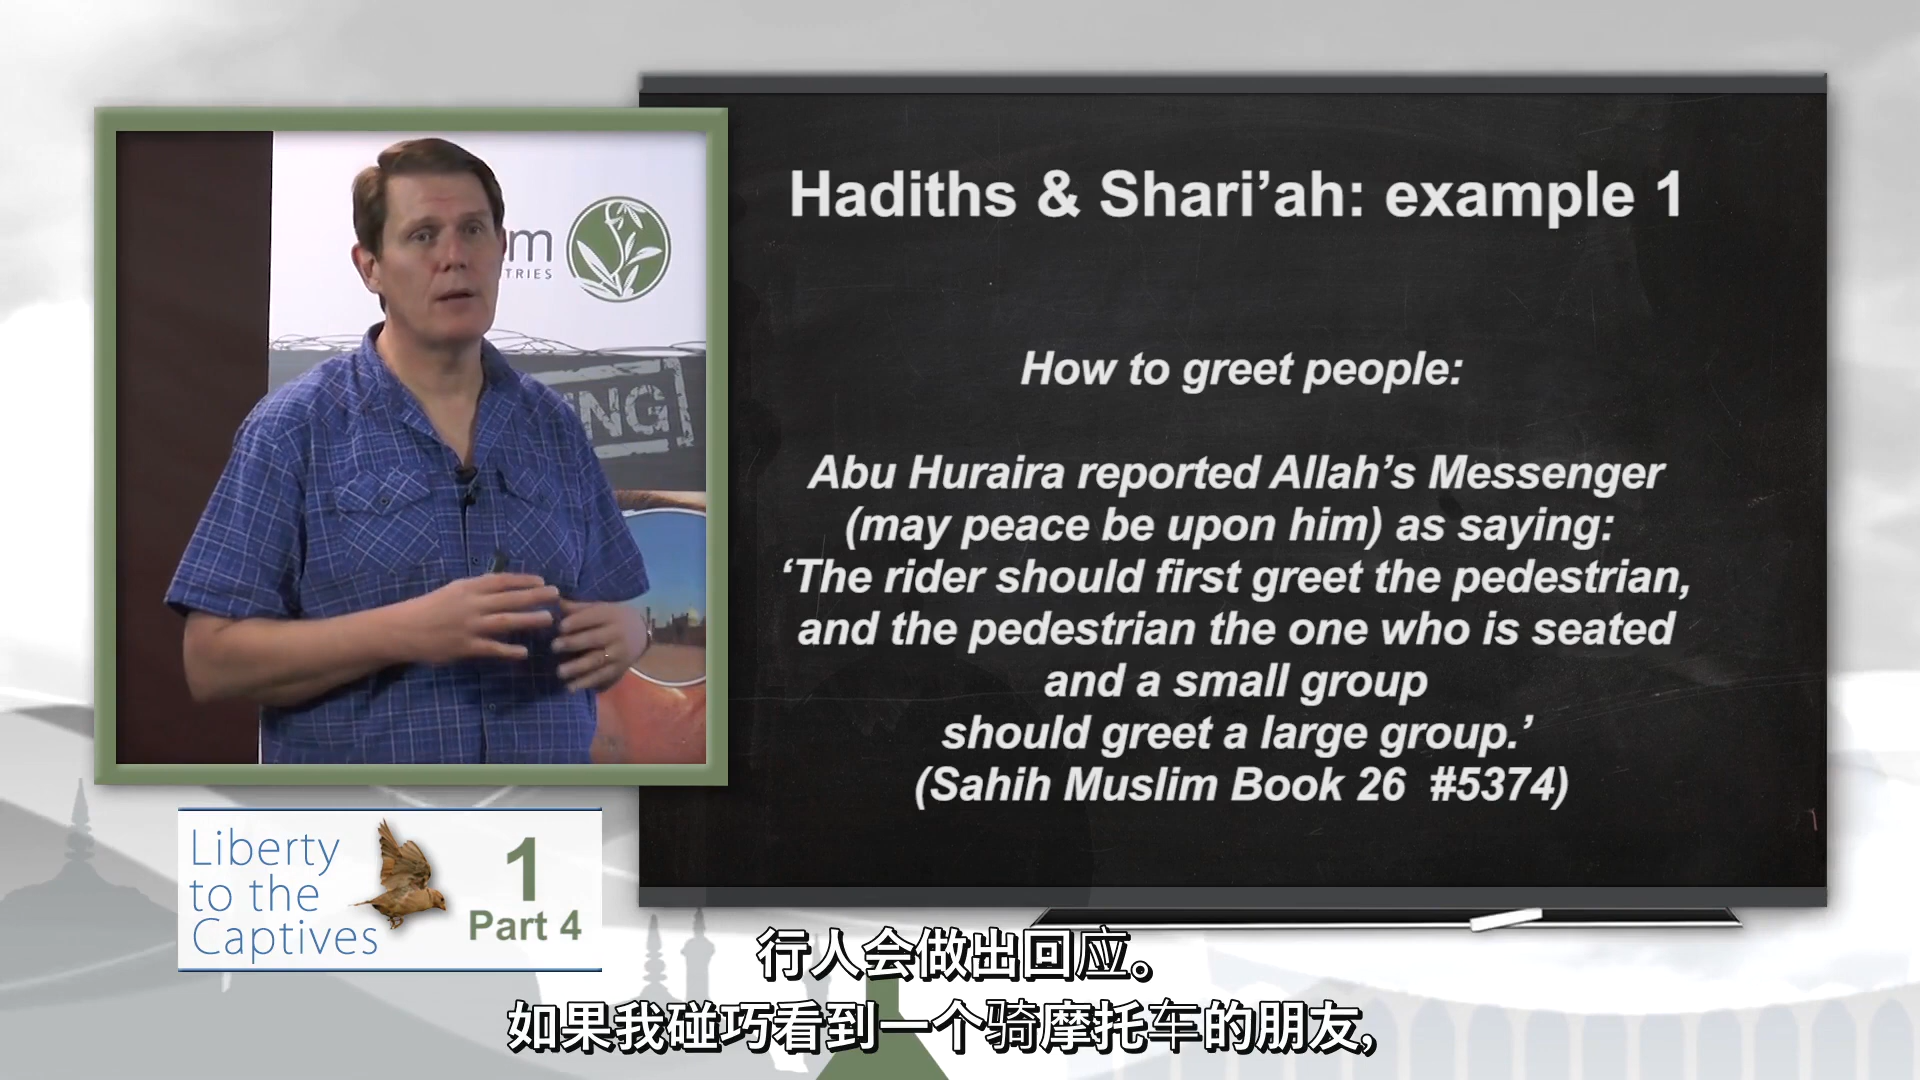 Hadiths & Shari’ah: example 1
How to greet people:
Abu Huraira reported Allah’s Messenger
(may peace be upon him) as saying:
‘The rider should first greet the pedestrian,
and the pedestrian the one who is seated
and a small group
should greet a large group.’
(Sahih Muslim Book 26 #5374)
Liberty
to the
Captives
1
Part 4
行人会做出回应。
如果我碰巧看到一个骑摩托车的朋友,